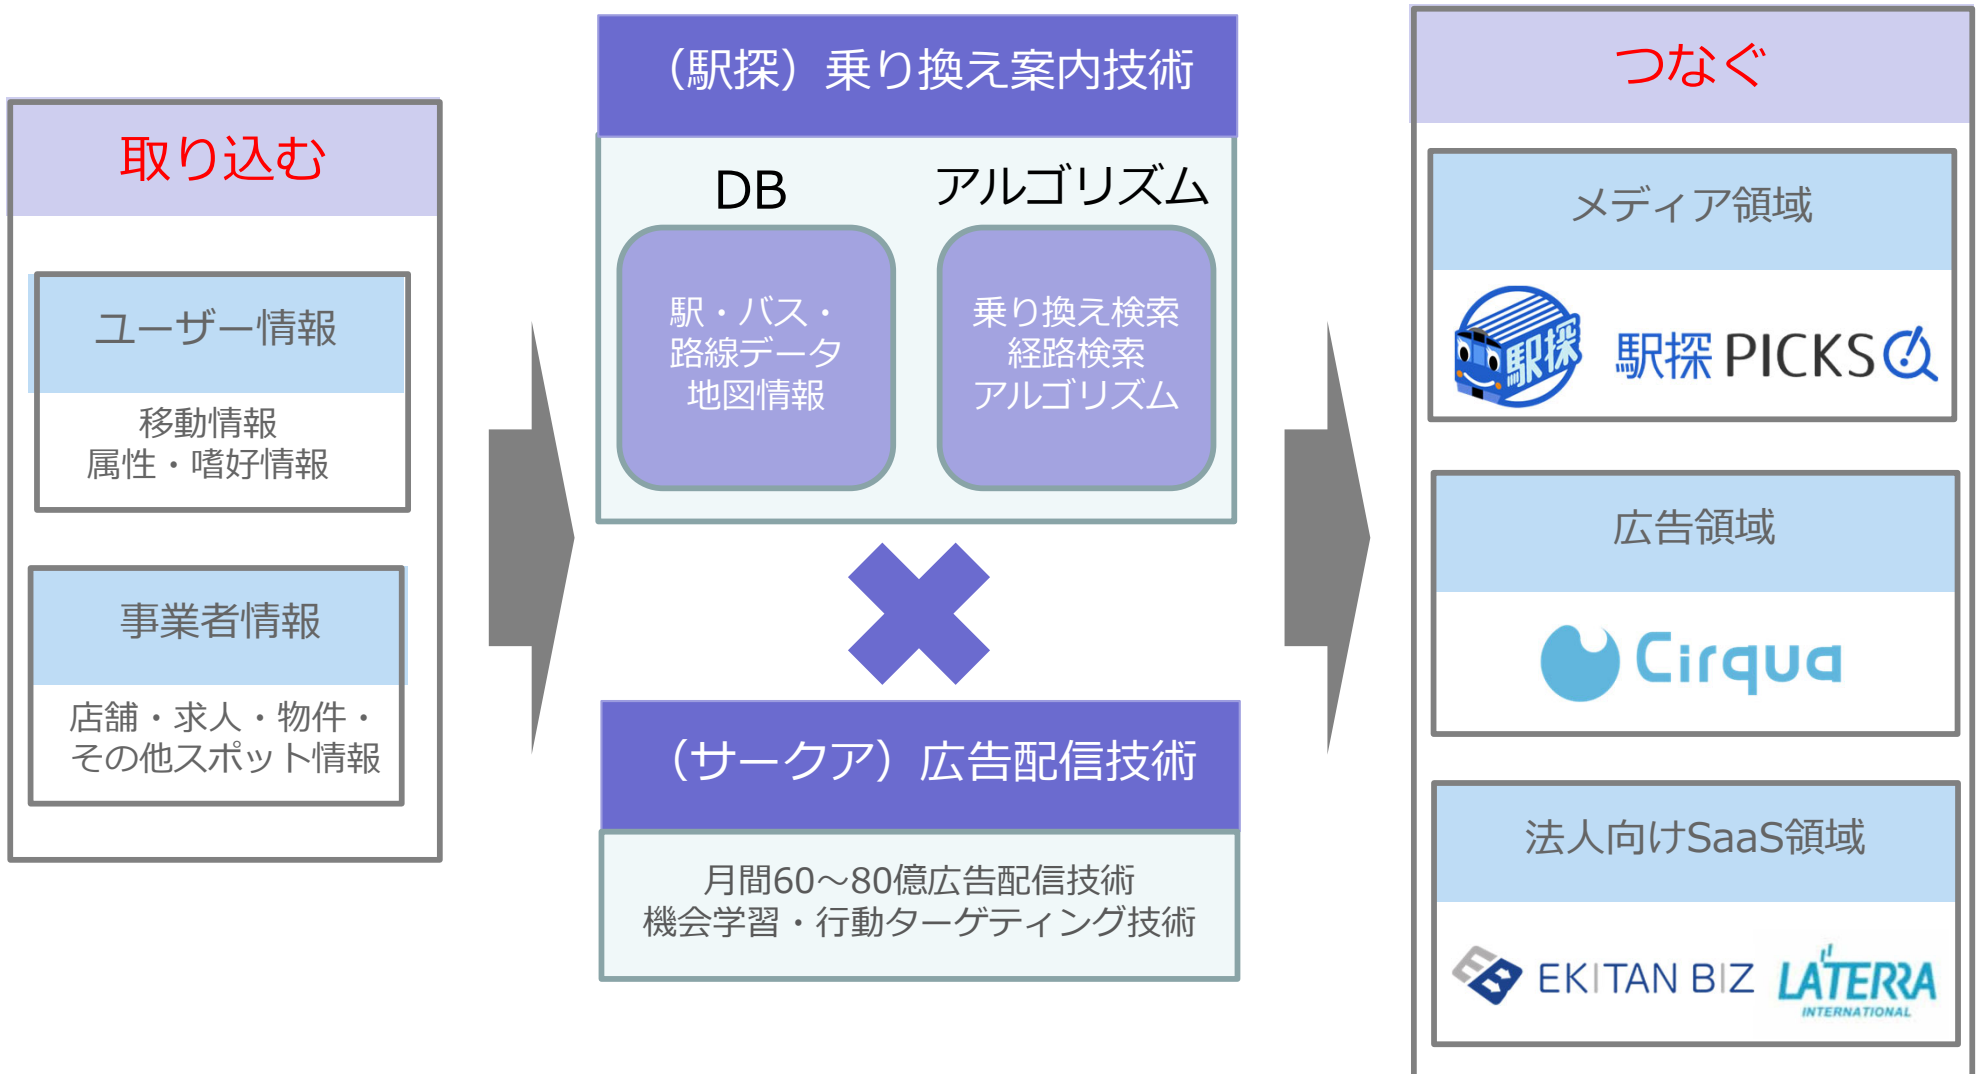 取り込む
ユーザー情報
移動情報
属性・嗜好情報
事業者情報
店舗・求人・物件・
その他スポット情報
（駅探）乗り換え案内技術
DB
駅・バス・
路線データ
地図情報
アルゴリズム
乗り換え検索
経路検索
アルゴリズム
（サークア）広告配信技術
月間60～80億広告配信技術
機会学習・行動ターゲティング技術
つなぐ
メディア領域
駅探
駅探 PICKS
広告領域
Cirqua
法人向けSaaS領域
EKITAN BIZ
LATERRA
INTERNATIONAL